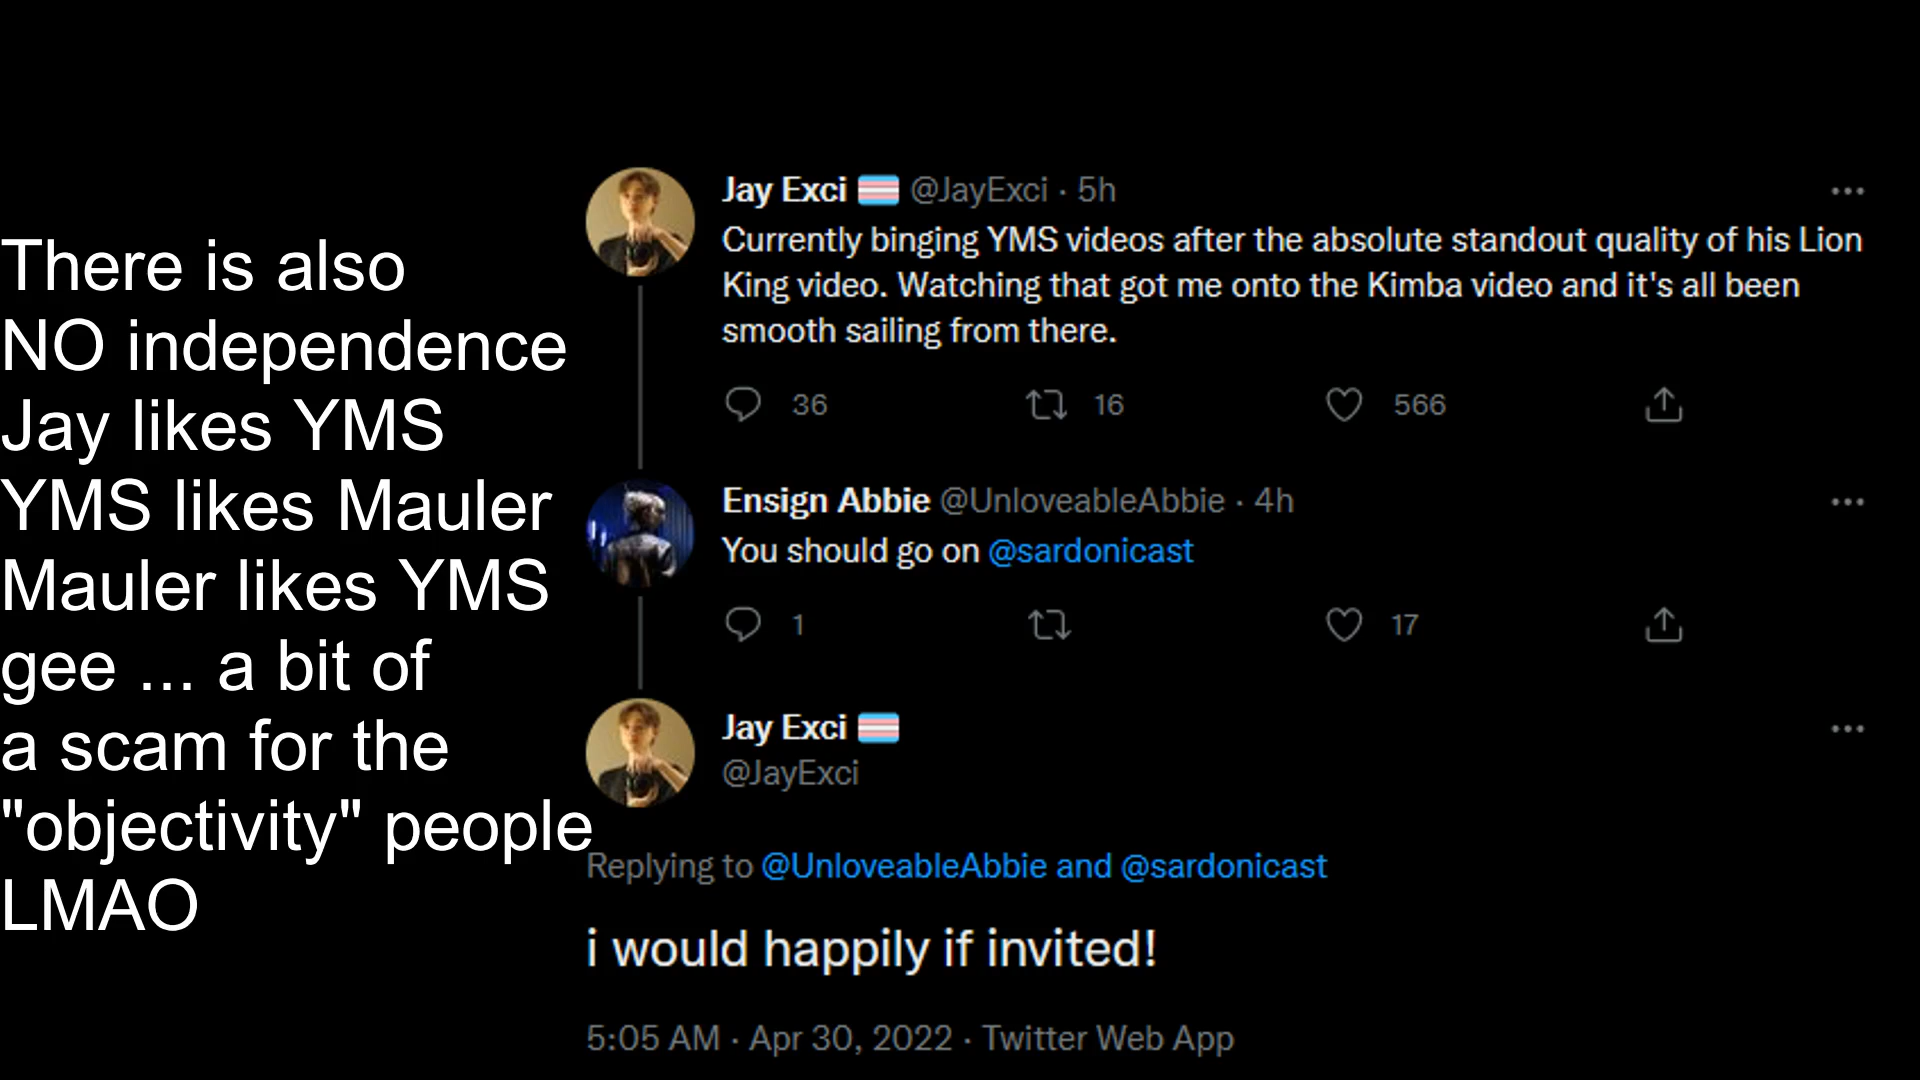 There is also
NO independence
Jay likes YMS
YMS likes Mauler
Mauler likes YMS
gee ... a bit of
a scam for the
"objectivity" people
LMAO
Jay Exci @JayExci · 5h
Currently binging YMS videos after the absolute standout quality of his Lion
King video. Watching that got me onto the Kimba video and it's all been
smooth sailing from there.
36 16 566
Ensign Abbie @UnloveableAbbie · 4h
You should go on @sardonicast
1 17
Jay Exci
@JayExci
Replying to @UnloveableAbbie and @sardonicast
i would happily if invited!
5:05 AM · Apr 30, 2022 · Twitter Web App